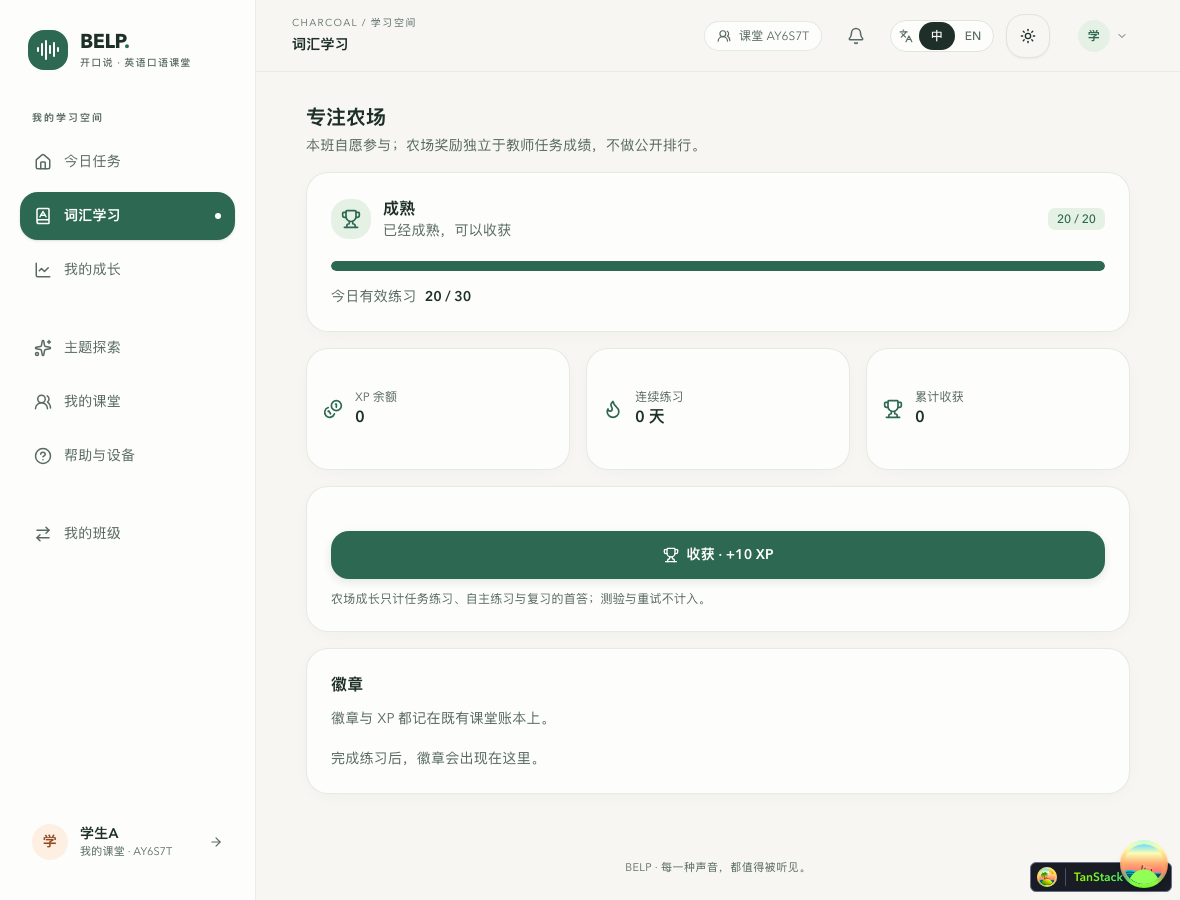 BELP.
开口说 · 英语口语课堂
我的学习空间
今日任务
词汇学习
我的成长
主题探索
我的课堂
帮助与设备
我的班级
学
学生A
我的课堂 · AY6S7T
CHARCOAL / 学习空间
词汇学习
课堂 AY6S7T
中
EN
学
专注农场
本班自愿参与；农场奖励独立于教师任务成绩，不做公开排行。
成熟
已经成熟，可以收获
20 / 20
今日有效练习 20 / 30
XP 余额
0
连续练习
0 天
累计收获
0
收获 · +10 XP
农场成长只计任务练习、自主练习与复习的首答；测验与重试不计入。
徽章
徽章与 XP 都记在既有课堂账本上。
完成练习后，徽章会出现在这里。
BELP · 每一种声音，都值得被听见。
TanStack